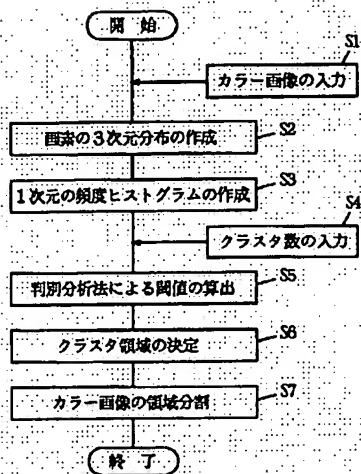 開 始
S1
カラー画像の入力
S2
画素の3次元分布の作成
S3
1次元の頻度ヒストグラムの作成
S4
クラスタ数の入力
S5
判別分析法による閾値の算出
S6
クラスタ領域の決定
S7
カラー画像の領域分割
終 了